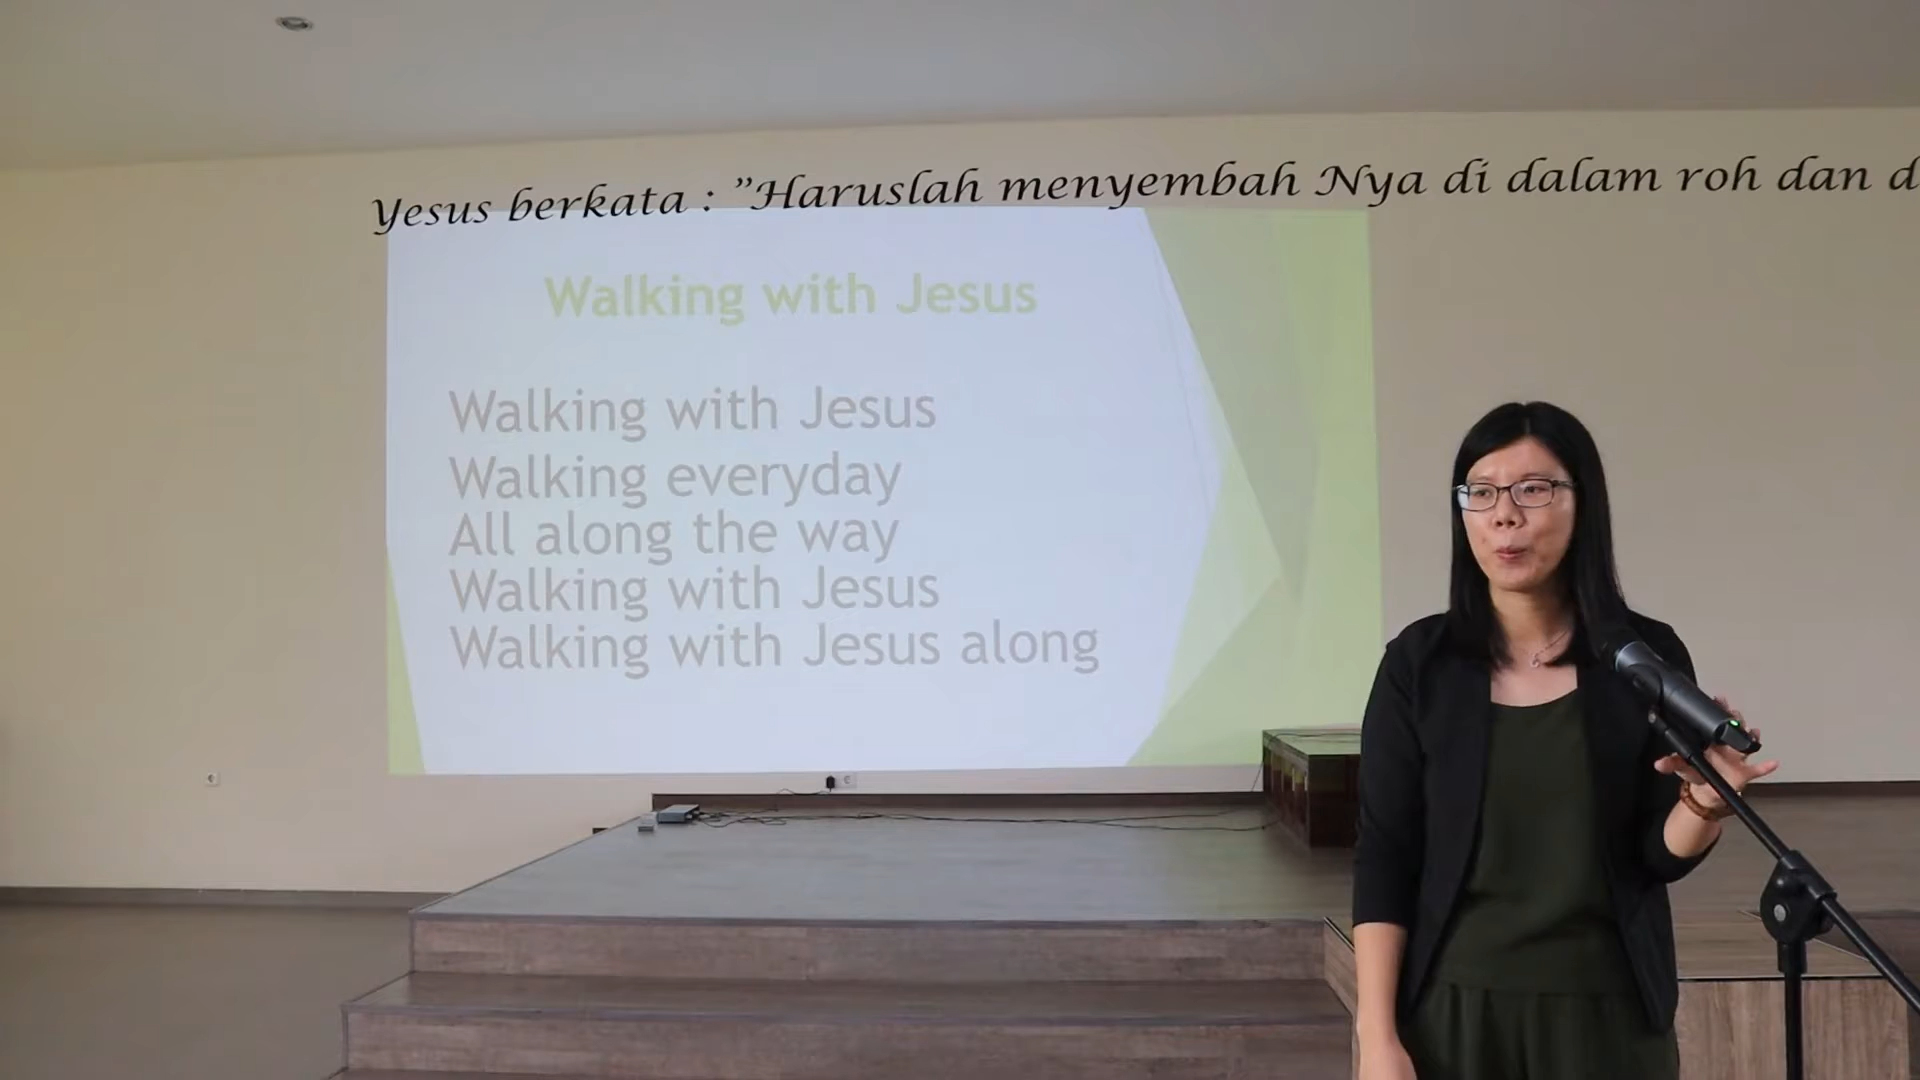 Yesus berkata : "Haruslah menyembah Nya di dalam roh dan d
Walking with Jesus
Walking with Jesus
Walking everyday
All along the way
Walking with Jesus
Walking with Jesus along